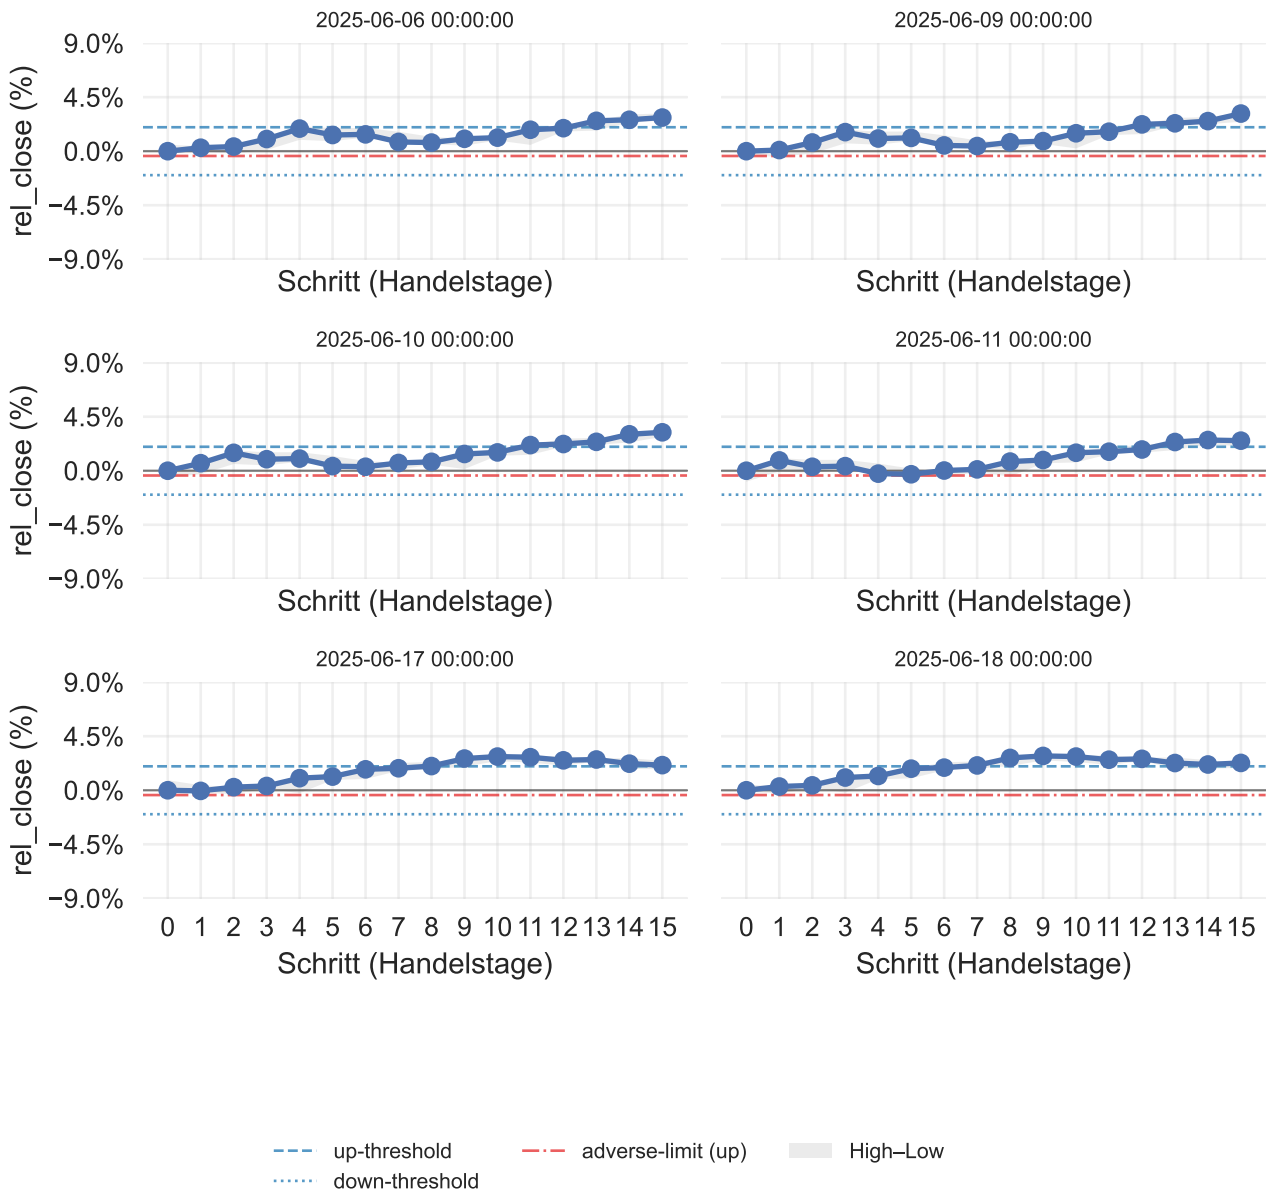 2025-06-06 00:00:00 2025-06-09 00:00:00
9.0%
4.5%
0.0%
−4.5%
−9.0%
rel_close (%)
Schritt (Handelstage) Schritt (Handelstage)
2025-06-10 00:00:00 2025-06-11 00:00:00
9.0%
4.5%
0.0%
−4.5%
−9.0%
rel_close (%)
Schritt (Handelstage) Schritt (Handelstage)
2025-06-17 00:00:00 2025-06-18 00:00:00
9.0%
4.5%
0.0%
−4.5%
−9.0%
rel_close (%)
0 1 2 3 4 5 6 7 8 9 10 11 12 13 14 15 0 1 2 3 4 5 6 7 8 9 10 11 12 13 14 15
Schritt (Handelstage) Schritt (Handelstage)
up-threshold adverse-limit (up) High–Low
down-threshold